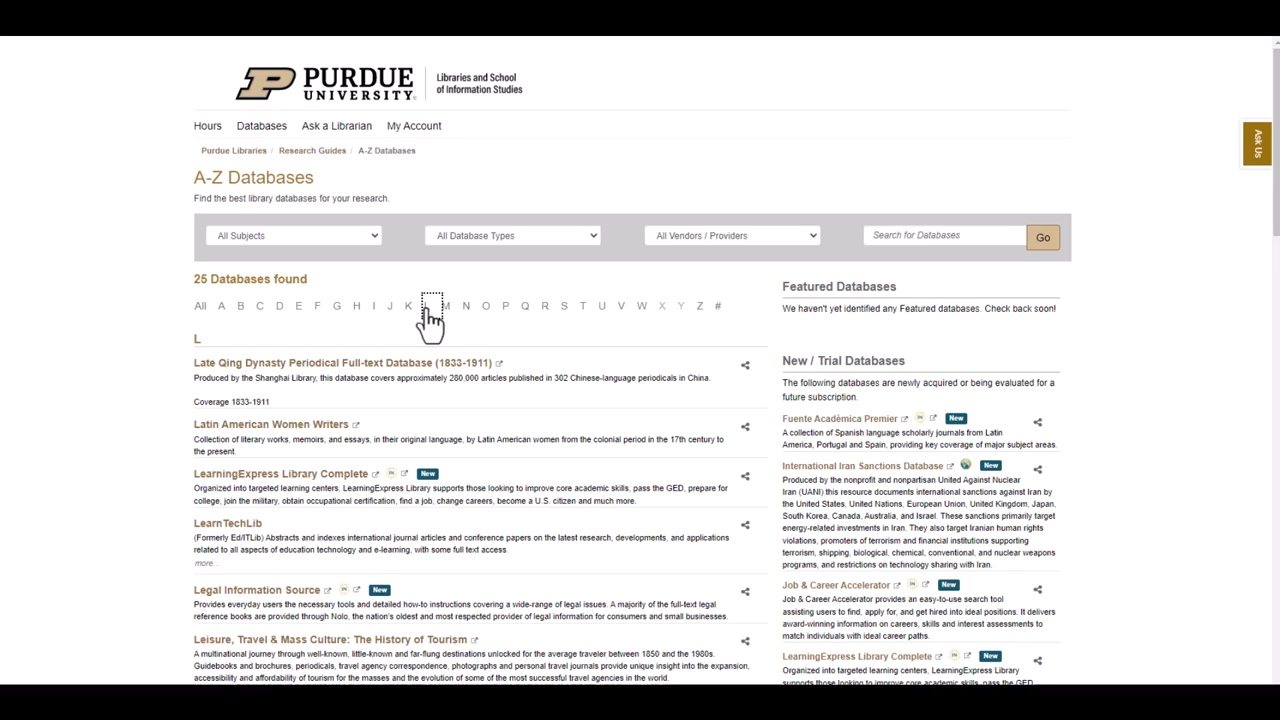 PURDUE
UNIVERSITY.
Libraries and School
of Information Studies
Hours Databases Ask a Librarian My Account
Purdue Libraries / Research Guides / A-Z Databases
Ask Us
A-Z Databases
Find the best library databases for your research.
All Subjects All Database Types All Vendors / Providers Search for Databases Go
25 Databases found
All A B C D E F G H I J K L M N O P Q R S T U V W X Y Z #
L
Late Qing Dynasty Periodical Full-text Database (1833-1911)
Produced by the Shanghai Library, this database covers approximately 280,000 articles published in 302 Chinese-language periodicals in China.
Coverage 1833-1911
Latin American Women Writers
Collection of literary works, memoirs, and essays, in their original language, by Latin American women from the colonial period in the 17th century to
the present.
LearningExpress Library Complete IN New
Organized into targeted learning centers, LearningExpress Library supports those looking to improve core academic skills, pass the GED, prepare for
college, join the military, obtain occupational certification, find a job, change careers, become a U.S. citizen and much more.
LearnTechLib
(Formerly Ed/ITLib) Abstracts and indexes international journal articles and conference papers on the latest research, developments, and applications
related to all aspects of education technology and e-learning, with some full text access.
more...
Legal Information Source IN New
Provides everyday users the necessary tools and detailed how-to instructions covering a wide-range of legal issues. A majority of the full-text legal
reference books are provided through Nolo, the nation's oldest and most respected provider of legal information for consumers and small businesses.
Leisure, Travel & Mass Culture: The History of Tourism
A multinational journey through well-known, little-known and far-flung destinations unlocked for the average traveler between 1850 and the 1980s.
Guidebooks and brochures, periodicals, travel agency correspondence, photographs and personal travel journals provide unique insight into the expansion,
accessibility and affordability of tourism for the masses and the evolution of some of the most successful travel agencies in the world.
Featured Databases
We haven't yet identified any Featured databases. Check back soon!
New / Trial Databases
The following databases are newly acquired or being evaluated for a
future subscription.
Fuente Acadèmica Premier IN New
A collection of Spanish language scholarly journals from Latin
America, Portugal and Spain, providing key coverage of major subject areas.
International Iran Sanctions Database New
Produced by the nonprofit and nonpartisan United Against Nuclear
Iran (UANI) this resource documents international sanctions against Iran by
the United States, United Nations, European Union, United Kingdom, Japan,
South Korea, Canada, Australia, and Israel. These sanctions primarily target
energy-related investments in Iran. They also target Iranian human rights
violations, promoters of terrorism and financial institutions supporting
terrorism, shipping, biological, chemical, conventional, and nuclear weapons
programs, and restrictions on technology sharing with Iran.
Job & Career Accelerator IN New
Job & Career Accelerator provides an easy-to-use search tool
assisting users to find, apply for, and get hired into ideal positions. It delivers
award-winning information on careers, skills and interest assessments to
match individuals with ideal career paths.
LearningExpress Library Complete IN New
Organized into targeted learning centers, LearningExpress Library
supports those looking to improve core academic skills, pass the GED,